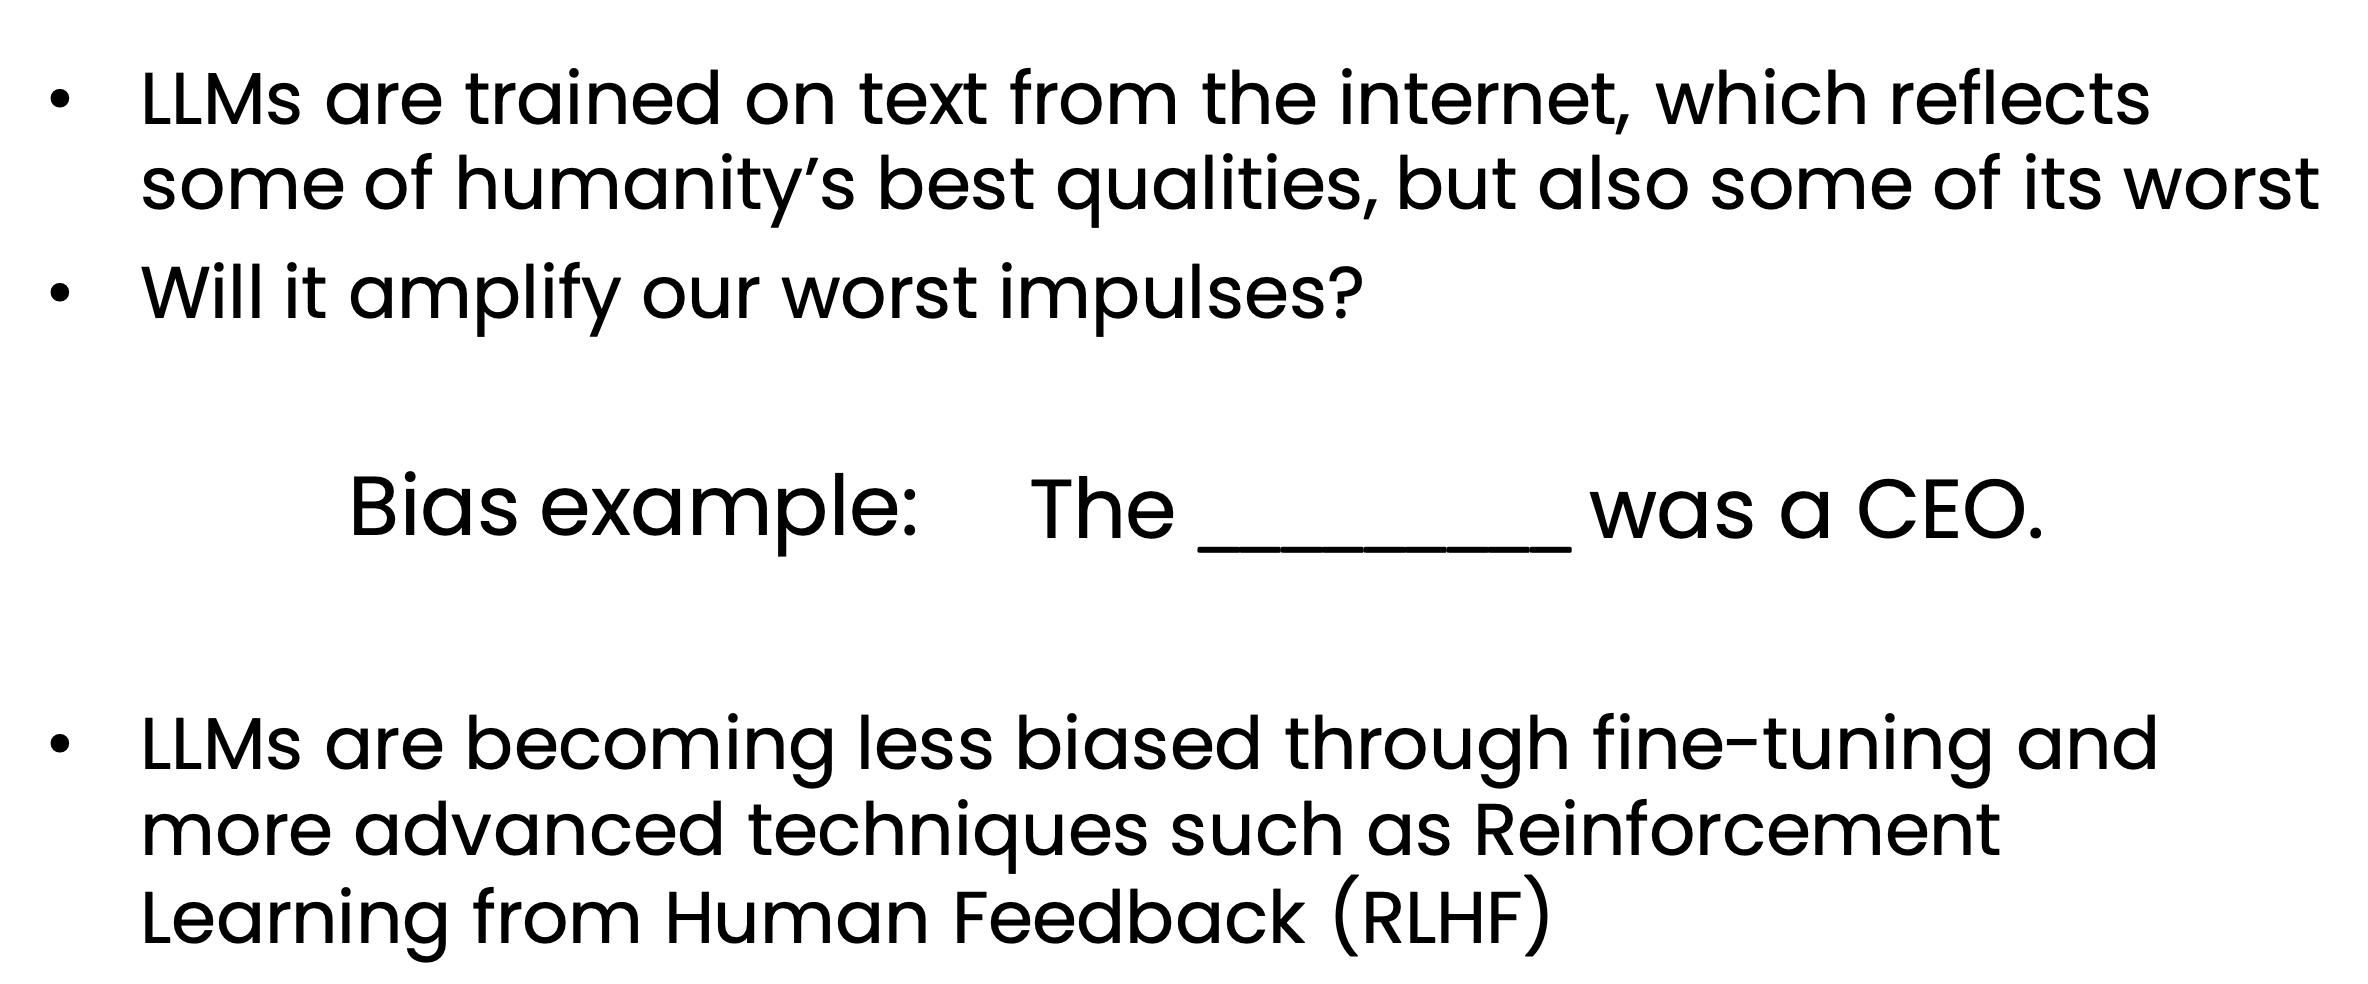 • LLMs are trained on text from the internet, which reflects
some of humanity’s best qualities, but also some of its worst
• Will it amplify our worst impulses?
Bias example: The _________ was a CEO.
• LLMs are becoming less biased through fine-tuning and
more advanced techniques such as Reinforcement
Learning from Human Feedback (RLHF)